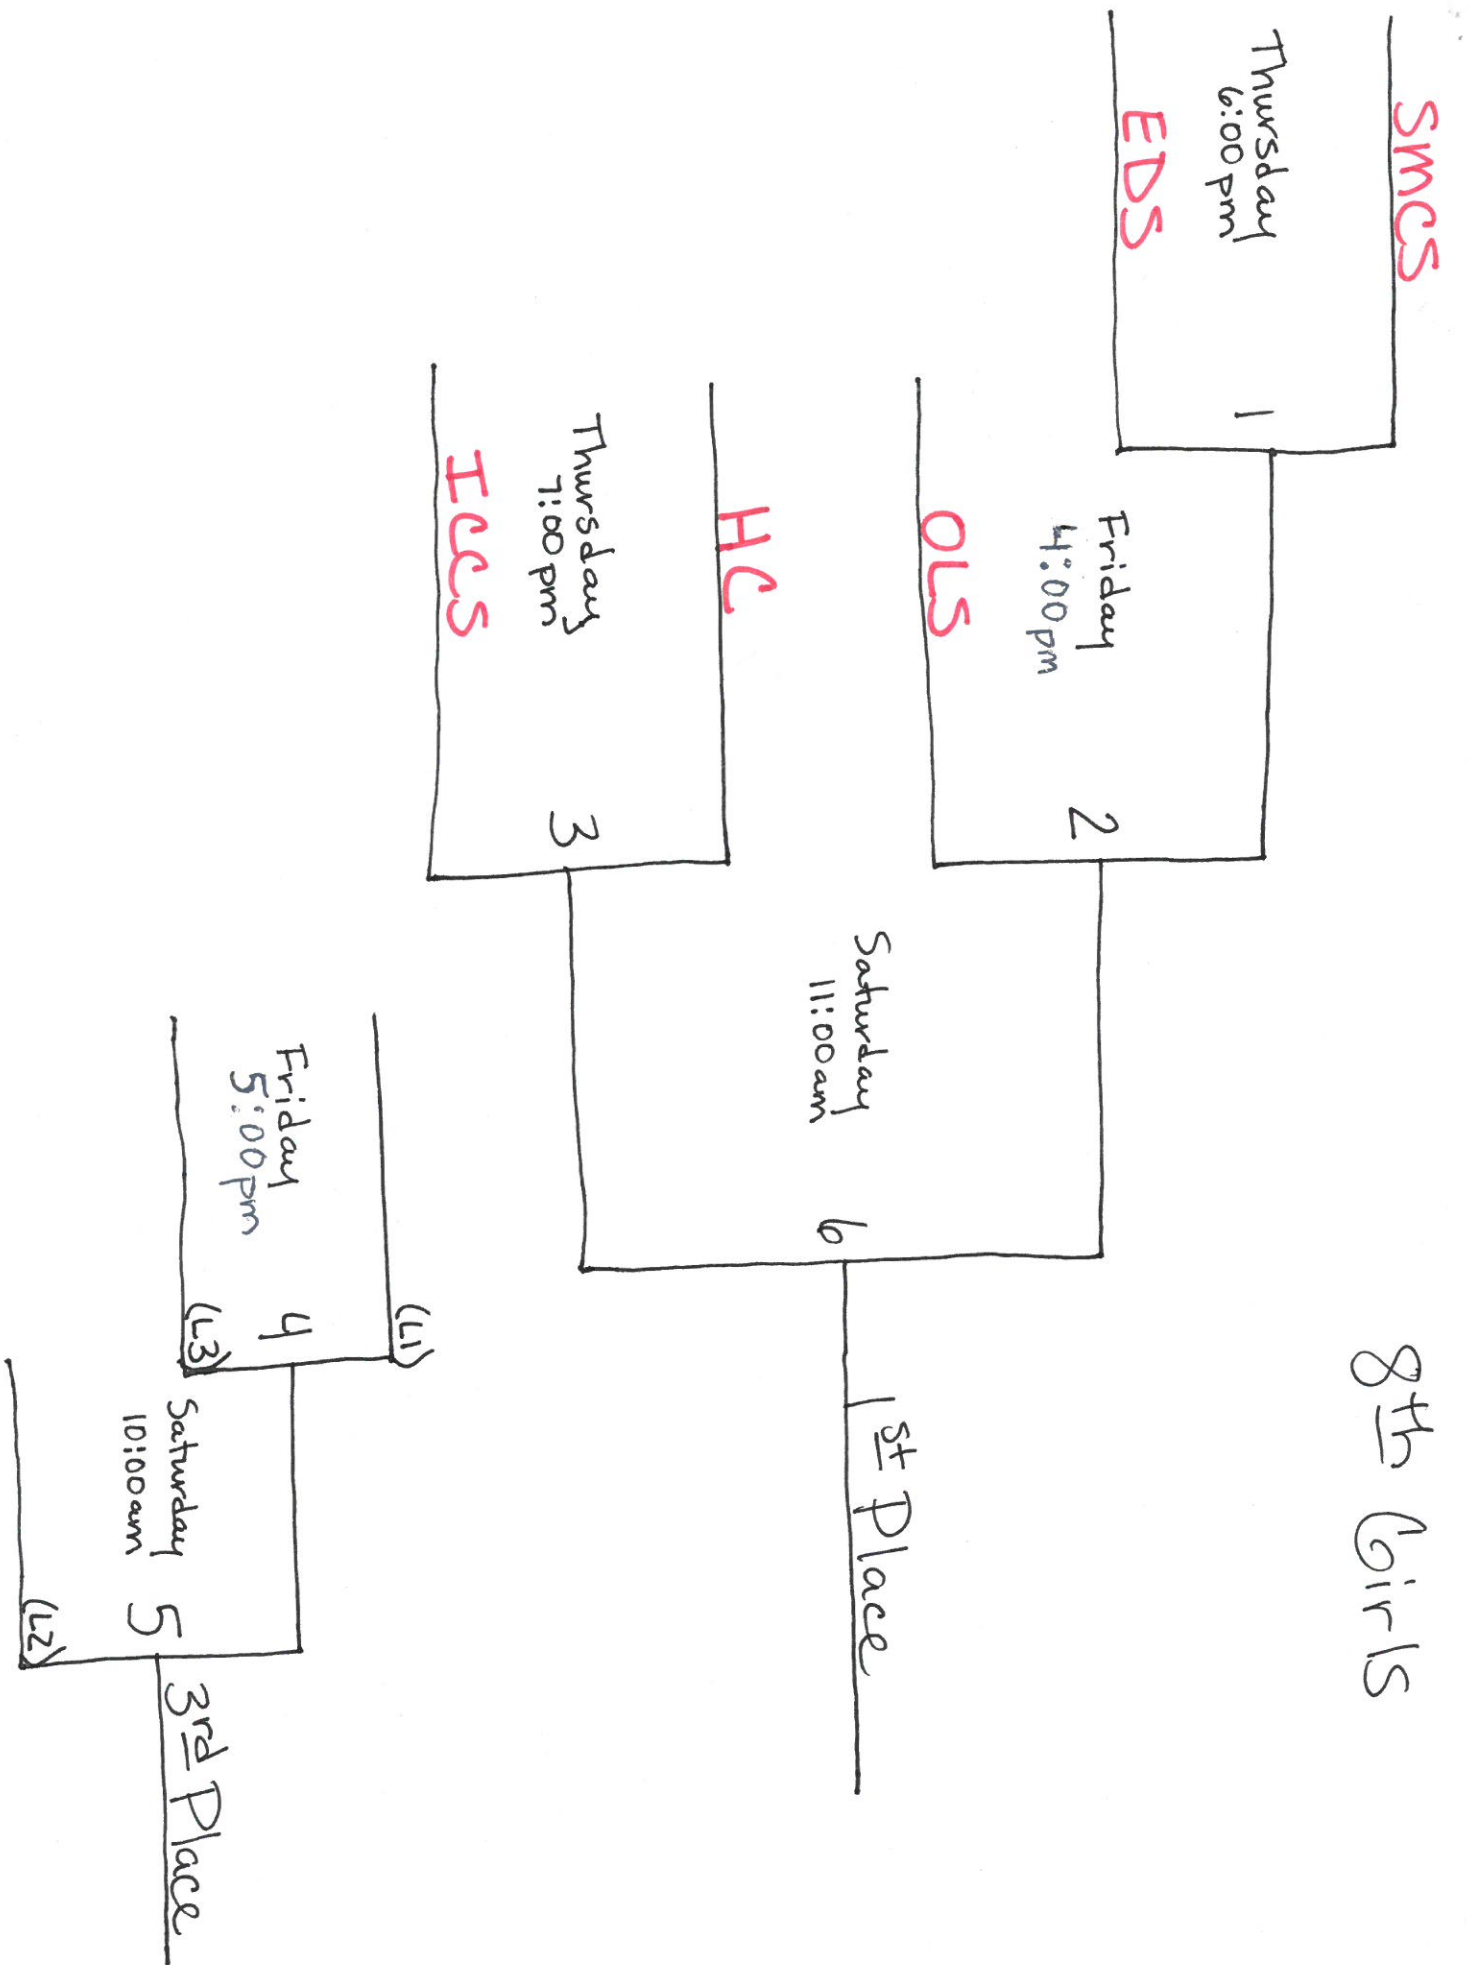 8th Girls
SMCS
Thursday
6:00 pm
1
EDS
Friday
4:00 pm
2
OLS
Saturday
11:00 am
6
1st Place
HC
Thursday
7:00 pm
3
ICCS
(L1)
Friday
5:00 pm
4
(L3)
Saturday
10:00 am
5
3rd Place
(L2)